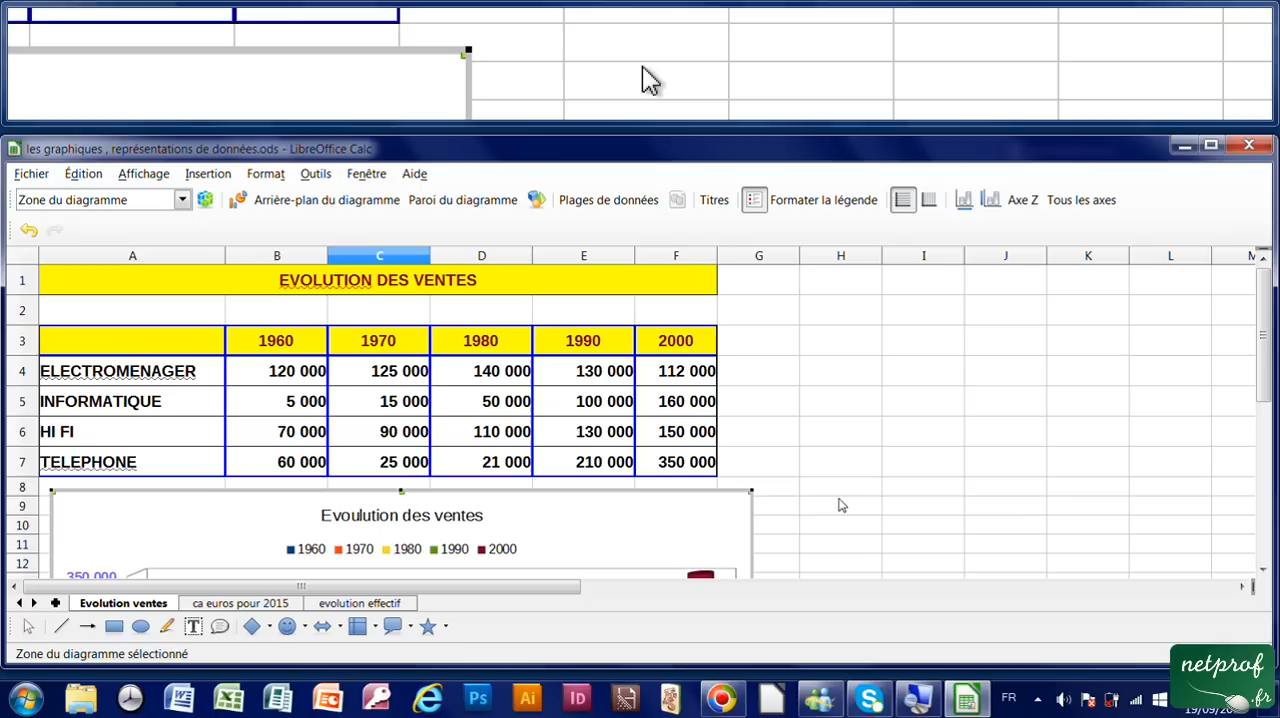 les graphiques , représentations de données.ods - LibreOffice Calc
Fichier Édition Affichage Insertion Format Outils Fenêtre Aide
Zone du diagramme Arrière-plan du diagramme Paroi du diagramme Plages de données Titres Formater la légende Axe Z Tous les axes
A B C D E F G H I J K L M
1 EVOLUTION DES VENTES
2
3 1960 1970 1980 1990 2000
4 ELECTROMENAGER 120 000 125 000 140 000 130 000 112 000
5 INFORMATIQUE 5 000 15 000 50 000 100 000 160 000
6 HI FI 70 000 90 000 110 000 130 000 150 000
7 TELEPHONE 60 000 25 000 21 000 210 000 350 000
8
9 Evoulution des ventes
10
11 1960 1970 1980 1990 2000
12
350 000
Evolution ventes ca euros pour 2015 evolution effectif
Zone du diagramme sélectionné
netprof
.fr
Ps Ai Id FR